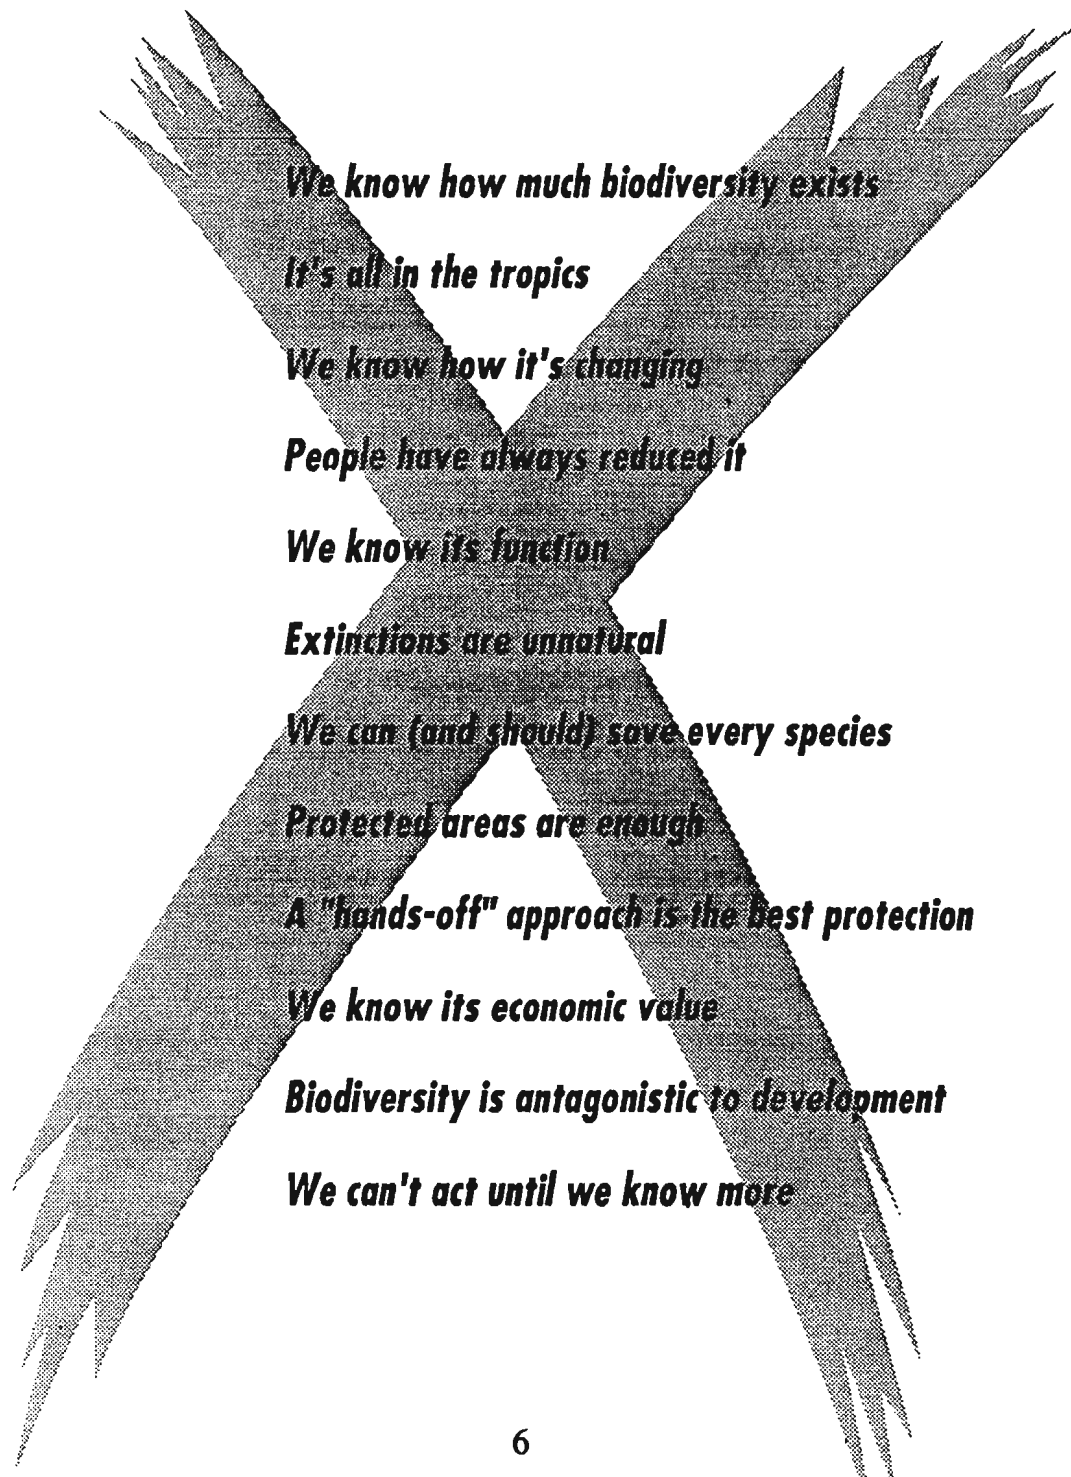 We know how much biodiversity exists
It's all in the tropics
We know how it's changing
People have always reduced it
We know its function
Extinctions are unnatural
We can (and should) save every species
Protected areas are enough
A "hands-off" approach is the best protection
We know its economic value
Biodiversity is antagonistic to development
We can't act until we know more
6